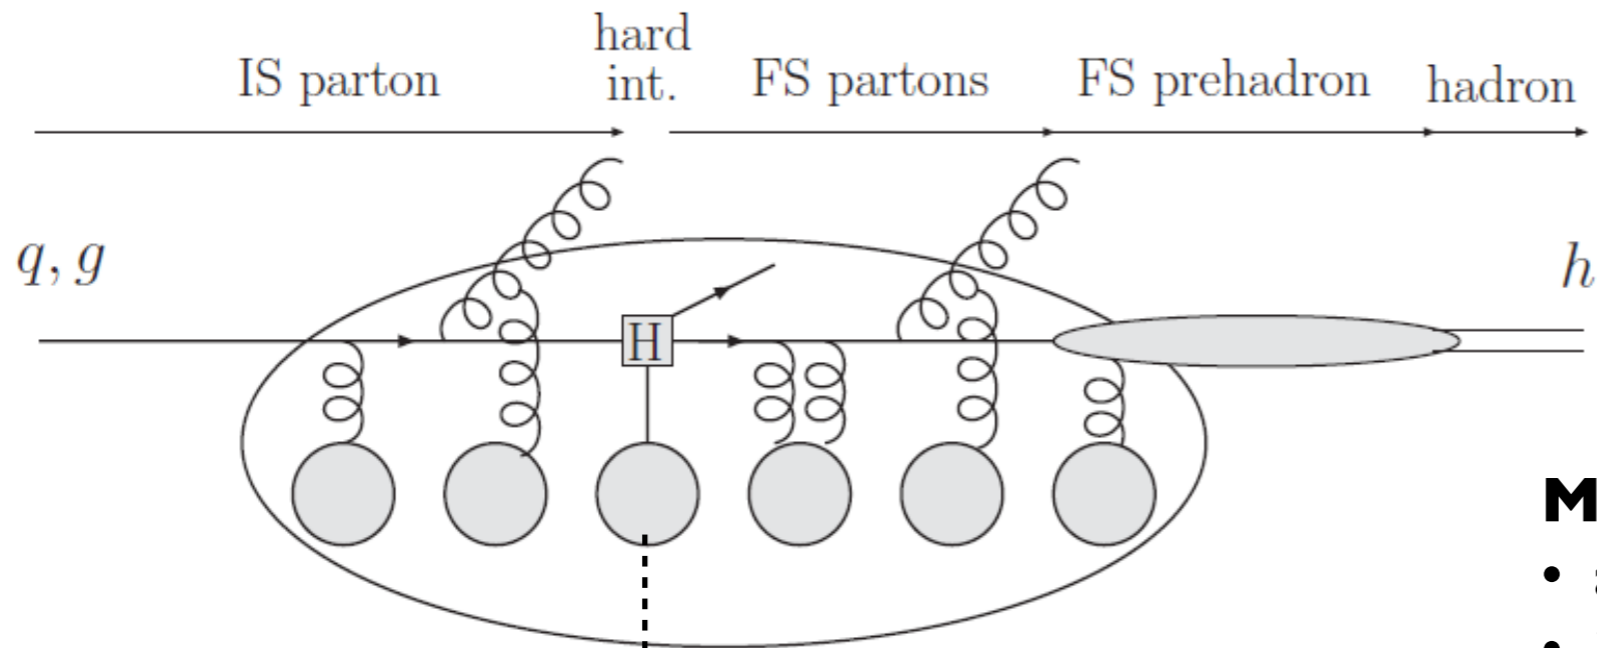 hard
IS parton int. FS partons FS prehadron hadron
q, g
h
H
M
•
•